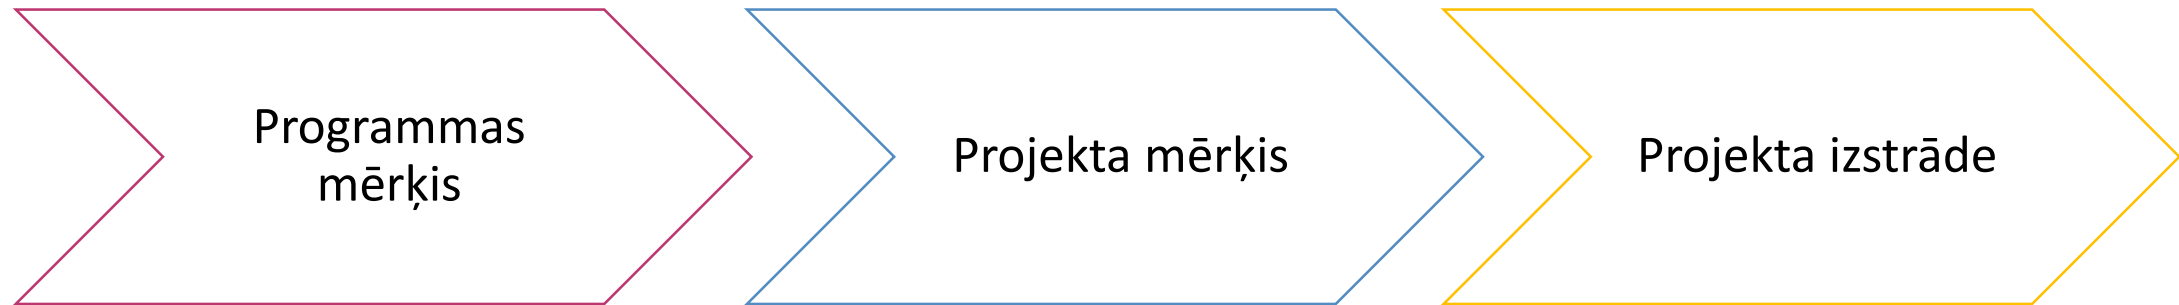 Programmas
mērķis
Projekta mērķis
Projekta izstrāde